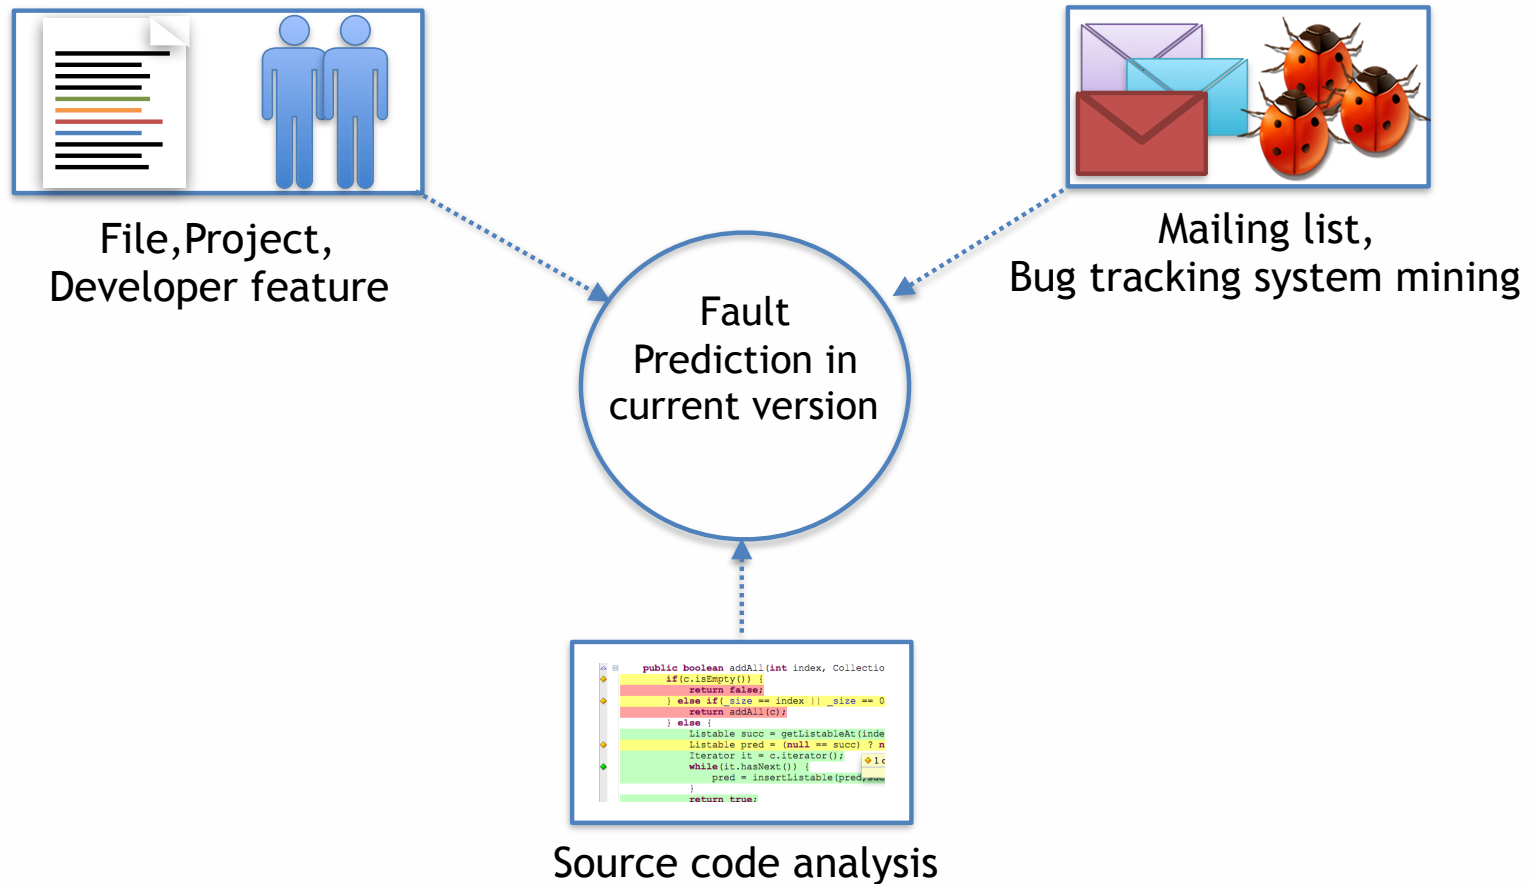 File,Project,
Developer feature
Mailing list,
Bug tracking system mining
Fault
Prediction in
current version
public boolean addAll(int index, Collectio
if(c.isEmpty()) {
return false;
} else if(_size == index || _size == 0
return addAll(c);
} else {
Listable succ = getListableAt(inde
Listable pred = (null == succ) ? n
Iterator it = c.iterator();
1 c
while(it.hasNext()) {
pred = insertListable(pred,
}
return true;
Source code analysis